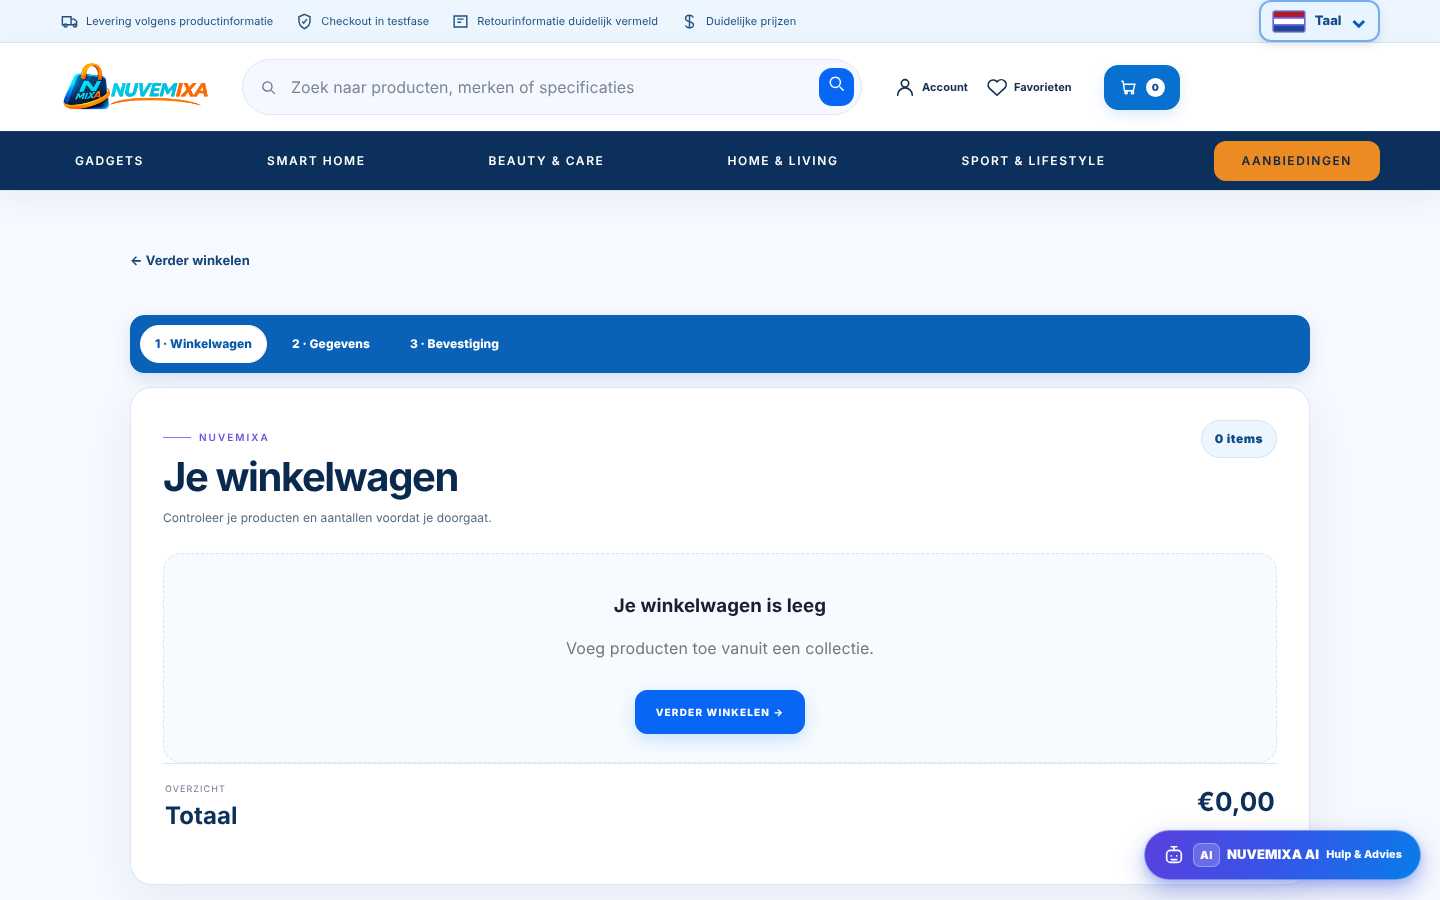 Levering volgens productinformatie
Checkout in testfase
Retourinformatie duidelijk vermeld
Duidelijke prijzen
Taal
N
MIXA
NUVEMIXA
Zoek naar producten, merken of specificaties
Account
Favorieten
0
GADGETS
SMART HOME
BEAUTY & CARE
HOME & LIVING
SPORT & LIFESTYLE
AANBIEDINGEN
← Verder winkelen
1 · Winkelwagen
2 · Gegevens
3 · Bevestiging
NUVEMIXA
0 items
Je winkelwagen
Controleer je producten en aantallen voordat je doorgaat.
Je winkelwagen is leeg
Voeg producten toe vanuit een collectie.
VERDER WINKELEN →
OVERZICHT
Totaal
€0,00
AI NUVEMIXA AI Hulp & Advies